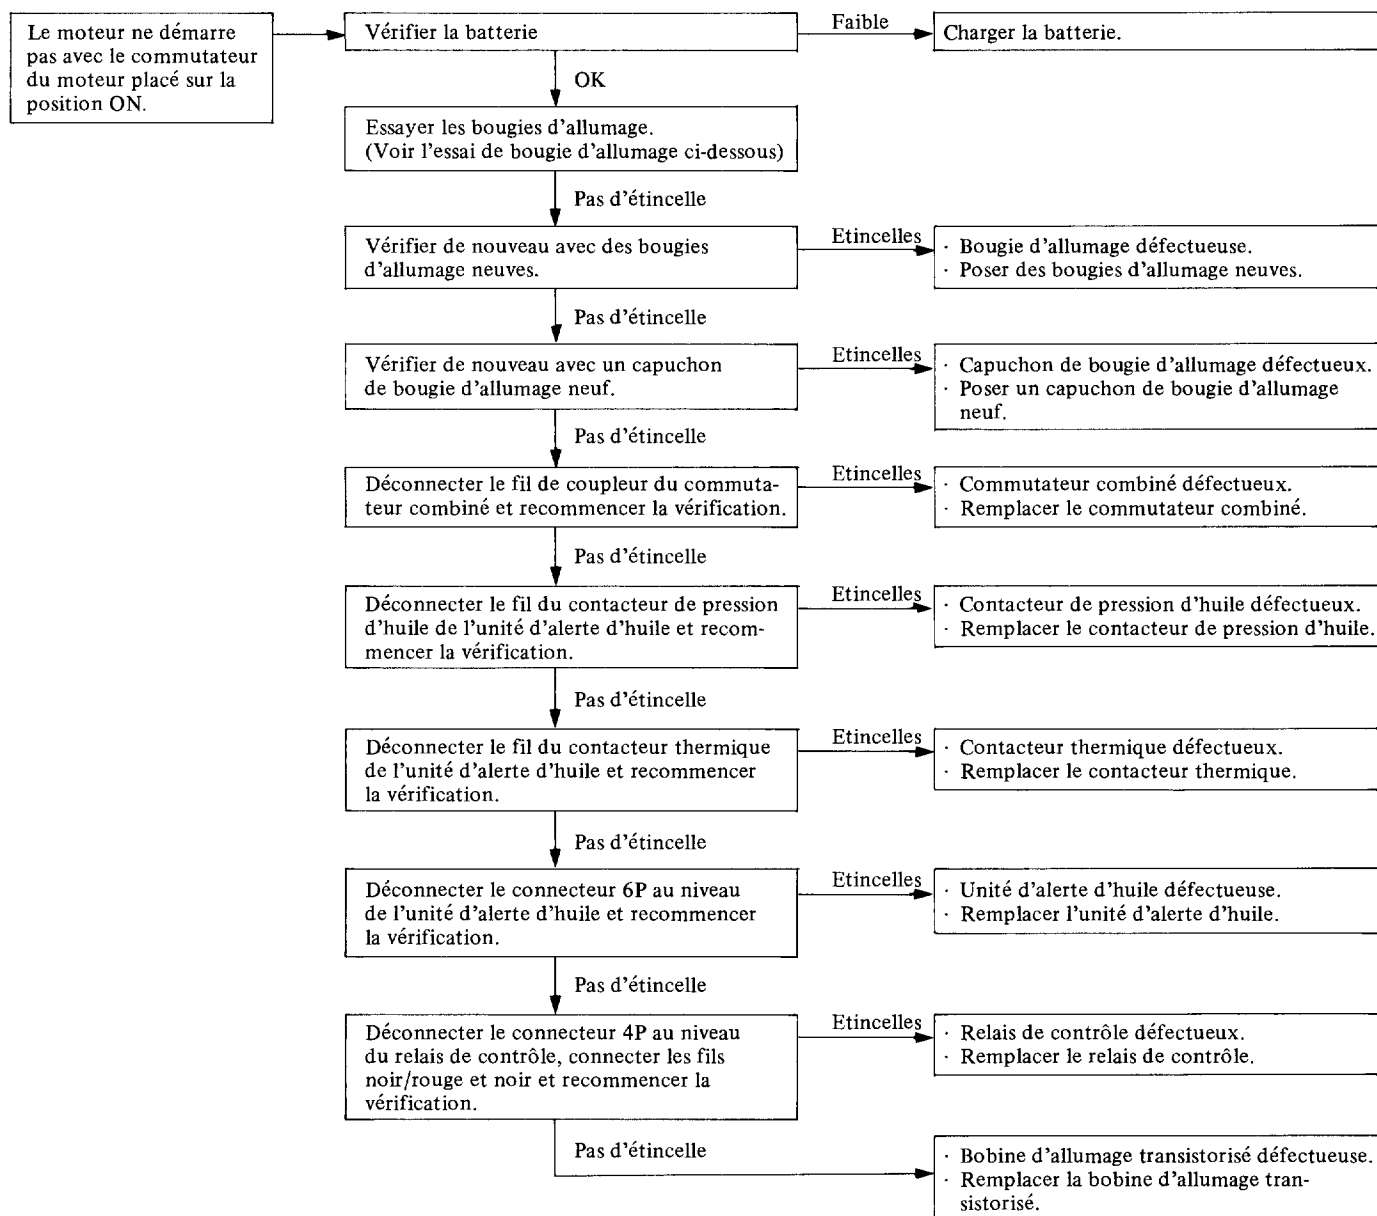 Le moteur ne démarre
pas avec le commutateur
du moteur placé sur la
position ON.
Vérifier la batterie
Faible
Charger la batterie.
OK
Essayer les bougies d'allumage.
(Voir l'essai de bougie d'allumage ci-dessous)
Pas d'étincelle
Vérifier de nouveau avec des bougies
d'allumage neuves.
Etincelles
· Bougie d'allumage défectueuse.
· Poser des bougies d'allumage neuves.
Pas d'étincelle
Vérifier de nouveau avec un capuchon
de bougie d'allumage neuf.
Etincelles
· Capuchon de bougie d'allumage défectueux.
· Poser un capuchon de bougie d'allumage
neuf.
Pas d'étincelle
Déconnecter le fil de coupleur du commuta-
teur combiné et recommencer la vérification.
Etincelles
· Commutateur combiné défectueux.
· Remplacer le commutateur combiné.
Pas d'étincelle
Déconnecter le fil du contacteur de pression
d'huile de l'unité d'alerte d'huile et recom-
mencer la vérification.
Etincelles
· Contacteur de pression d'huile défectueux.
· Remplacer le contacteur de pression d'huile.
Pas d'étincelle
Déconnecter le fil du contacteur thermique
de l'unité d'alerte d'huile et recommencer
la vérification.
Etincelles
· Contacteur thermique défectueux.
· Remplacer le contacteur thermique.
Pas d'étincelle
Déconnecter le connecteur 6P au niveau
de l'unité d'alerte d'huile et recommencer
la vérification.
Etincelles
· Unité d'alerte d'huile défectueuse.
· Remplacer l'unité d'alerte d'huile.
Pas d'étincelle
Déconnecter le connecteur 4P au niveau
du relais de contrôle, connecter les fils
noir/rouge et noir et recommencer la
vérification.
Etincelles
· Relais de contrôle défectueux.
· Remplacer le relais de contrôle.
Pas d'étincelle
· Bobine d'allumage transistorisé défectueuse.
· Remplacer la bobine d'allumage tran-
sistorisé.